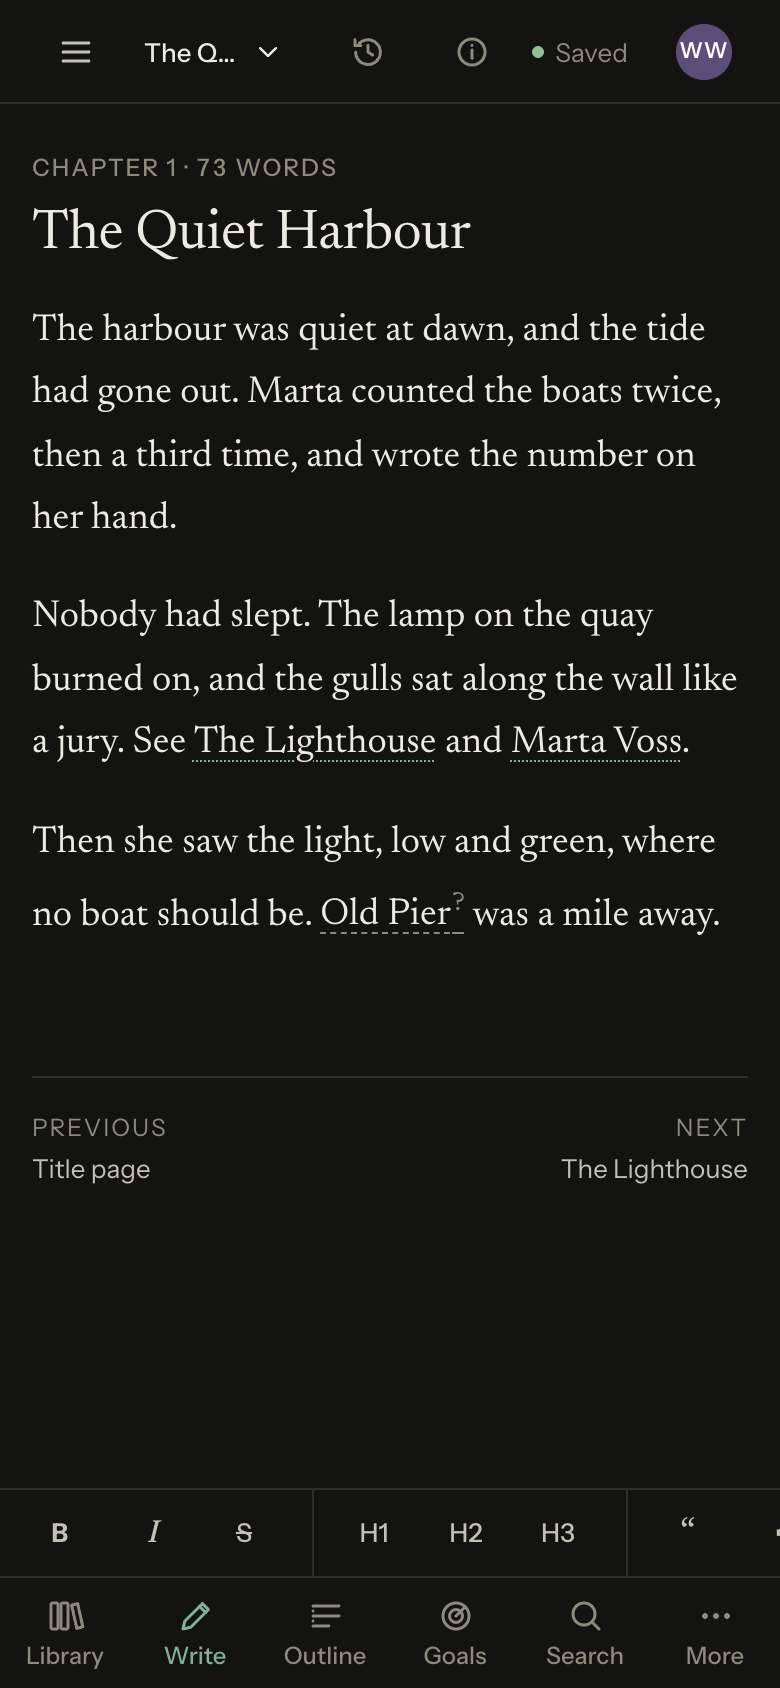 The Q...
Saved
WW
CHAPTER 1 · 73 WORDS
The Quiet Harbour
The harbour was quiet at dawn, and the tide
had gone out. Marta counted the boats twice,
then a third time, and wrote the number on
her hand.
Nobody had slept. The lamp on the quay
burned on, and the gulls sat along the wall like
a jury. See The Lighthouse and Marta Voss.
Then she saw the light, low and green, where
no boat should be. Old Pier? was a mile away.
PREVIOUS
NEXT
Title page
The Lighthouse
B I S H1 H2 H3 “
Library Write Outline Goals Search More